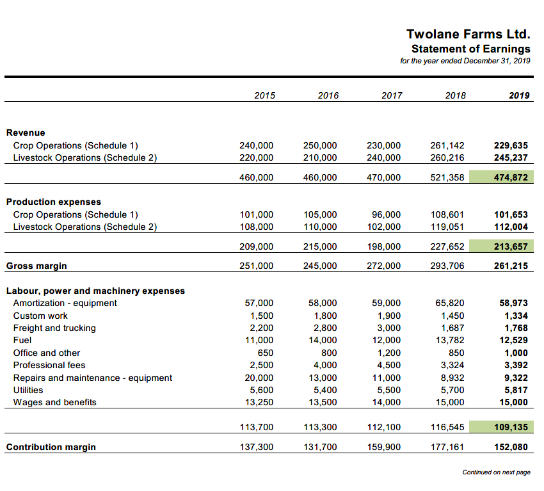 Twolane Farms Ltd.
Statement of Earnings
for the year ended December 31, 2019
2015 2016 2017 2018 2019
Revenue
Crop Operations (Schedule 1) 240,000 250,000 230,000 261,142 229,635
Livestock Operations (Schedule 2) 220,000 210,000 240,000 260,216 245,237
460,000 460,000 470,000 521,358 474,872
Production expenses
Crop Operations (Schedule 1) 101,000 105,000 96,000 108,601 101,653
Livestock Operations (Schedule 2) 108,000 110,000 102,000 119,051 112,004
209,000 215,000 198,000 227,652 213,657
Gross margin 251,000 245,000 272,000 293,706 261,215
Labour, power and machinery expenses
Amortization - equipment 57,000 58,000 59,000 65,820 58,973
Custom work 1,500 1,800 1,900 1,450 1,334
Freight and trucking 2,200 2,800 3,000 1,687 1,768
Fuel 11,000 14,000 12,000 13,782 12,529
Office and other 650 800 1,200 850 1,000
Professional fees 2,500 4,000 4,500 3,324 3,392
Repairs and maintenance - equipment 20,000 13,000 11,000 8,932 9,322
Utilities 5,600 5,400 5,500 5,700 5,817
Wages and benefits 13,250 13,500 14,000 15,000 15,000
113,700 113,300 112,100 116,545 109,135
Contribution margin 137,300 131,700 159,900 177,161 152,080
Continued on next page